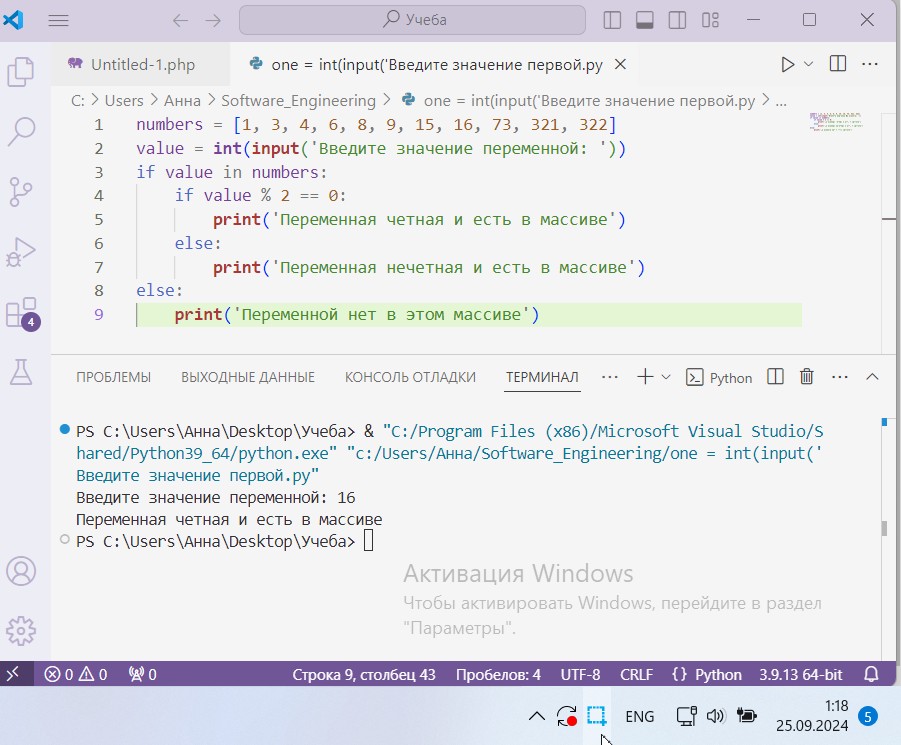 Учеба
Untitled-1.php
one = int(input('Введите значение первой.py
C: > Users > Анна > Software_Engineering > one = int(input('Введите значение первой.py > ...
1 numbers = [1, 3, 4, 6, 8, 9, 15, 16, 73, 321, 322]
2 value = int(input('Введите значение переменной: '))
3 if value in numbers:
4 if value % 2 == 0:
5 print('Переменная четная и есть в массиве')
6 else:
7 print('Переменная нечетная и есть в массиве')
8 else:
9 print('Переменной нет в этом массиве')
4
ПРОБЛЕМЫ ВЫХОДНЫЕ ДАННЫЕ КОНСОЛЬ ОТЛАДКИ ТЕРМИНАЛ ... Python ...
PS C:\Users\Анна\Desktop\Учеба> & "C:/Program Files (x86)/Microsoft Visual Studio/S
hared/Python39_64/python.exe" "c:/Users/Анна/Software_Engineering/one = int(input('
Введите значение первой.py"
Введите значение переменной: 16
Переменная четная и есть в массиве
PS C:\Users\Анна\Desktop\Учеба>
Активация Windows
Чтобы активировать Windows, перейдите в раздел
"Параметры".
0 0 0 Строка 9, столбец 43 Пробелов: 4 UTF-8 CRLF {} Python 3.9.13 64-bit
ENG
1:18
25.09.2024
5